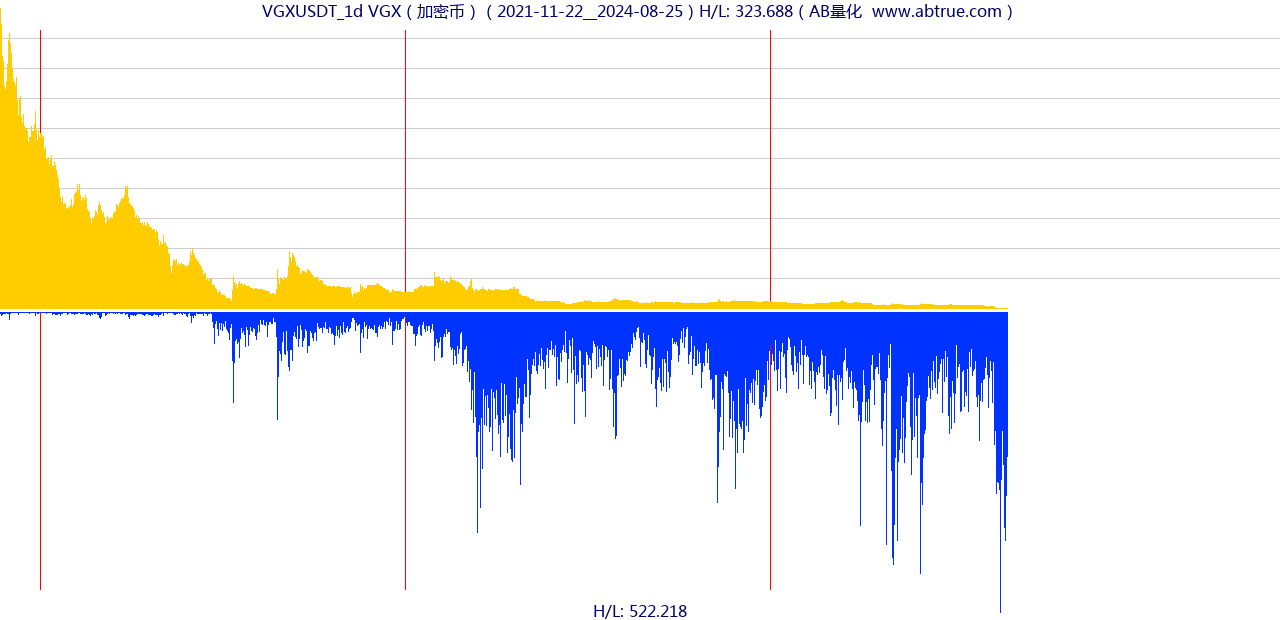 VGXUSDT_1d VGX（加密币）（2021-11-22__2024-08-25）H/L: 323.688（AB量化  www.abtrue.com）
H/L: 522.218